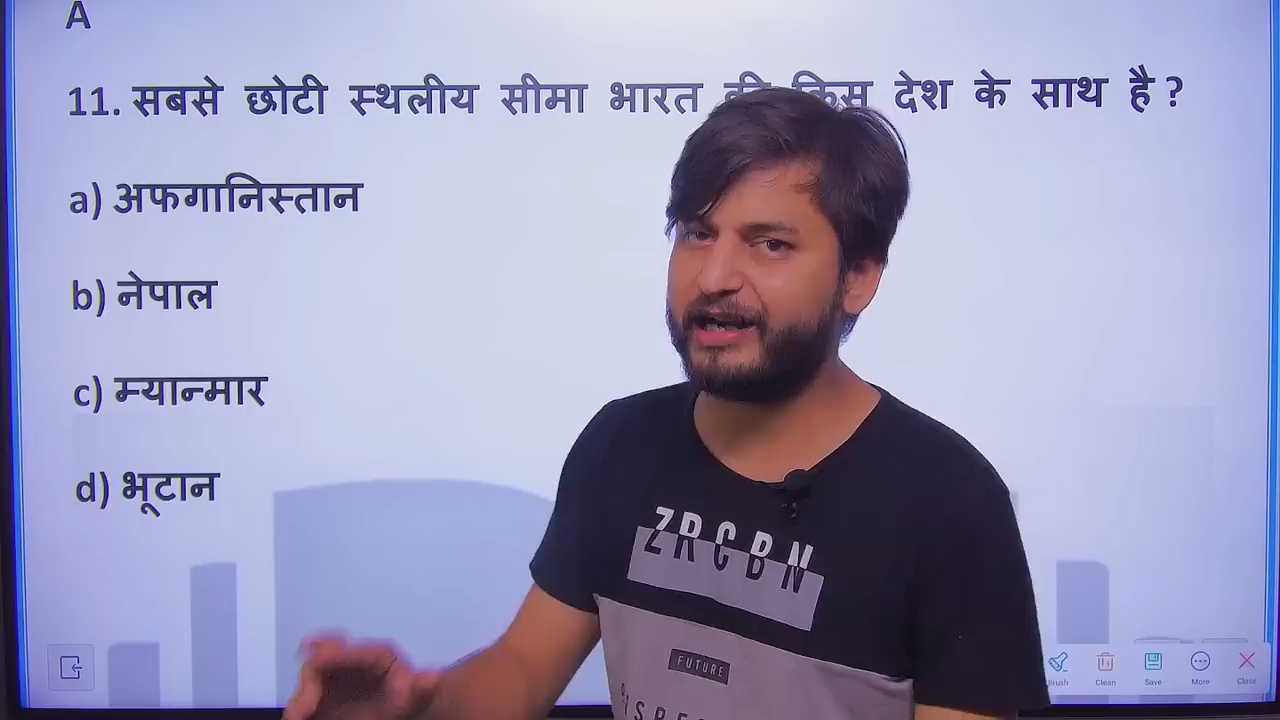 A
11. सबसे छोटी स्थलीय सीमा भारत की किस देश के साथ है ?
a) अफगानिस्तान
b) नेपाल
c) म्यान्मार
d) भूटान
ZRCBN
FUTURE
Clean
Save
More
Close